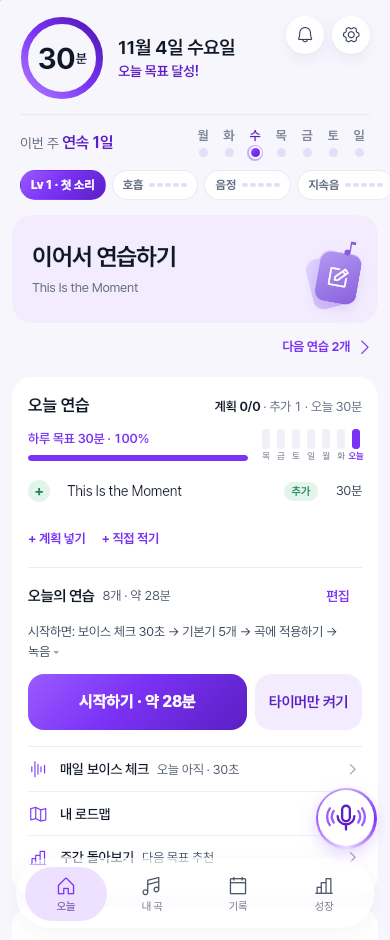 30분
11월 4일 수요일
오늘 목표 달성!
이번 주 연속 1일
월 화 수 목 금 토 일
Lv 1 · 첫 소리 호흡 음정 지속음
이어서 연습하기
This Is the Moment
다음 연습 2개
오늘 연습
계획 0/0 · 추가 1 · 오늘 30분
하루 목표 30분 · 100%
목 금 토 일 월 화 오늘
+ This Is the Moment 추가 30분
+ 계획 넣기 + 직접 적기
오늘의 연습 8개 · 약 28분 편집
시작하면: 보이스 체크 30초 → 기본기 5개 → 곡에 적용하기 →
녹음
시작하기 · 약 28분
타이머만 켜기
매일 보이스 체크 오늘 아직 · 30초
내 로드맵
주간 돌아보기 다음 목표 추천
오늘 내 곡 기록 성장